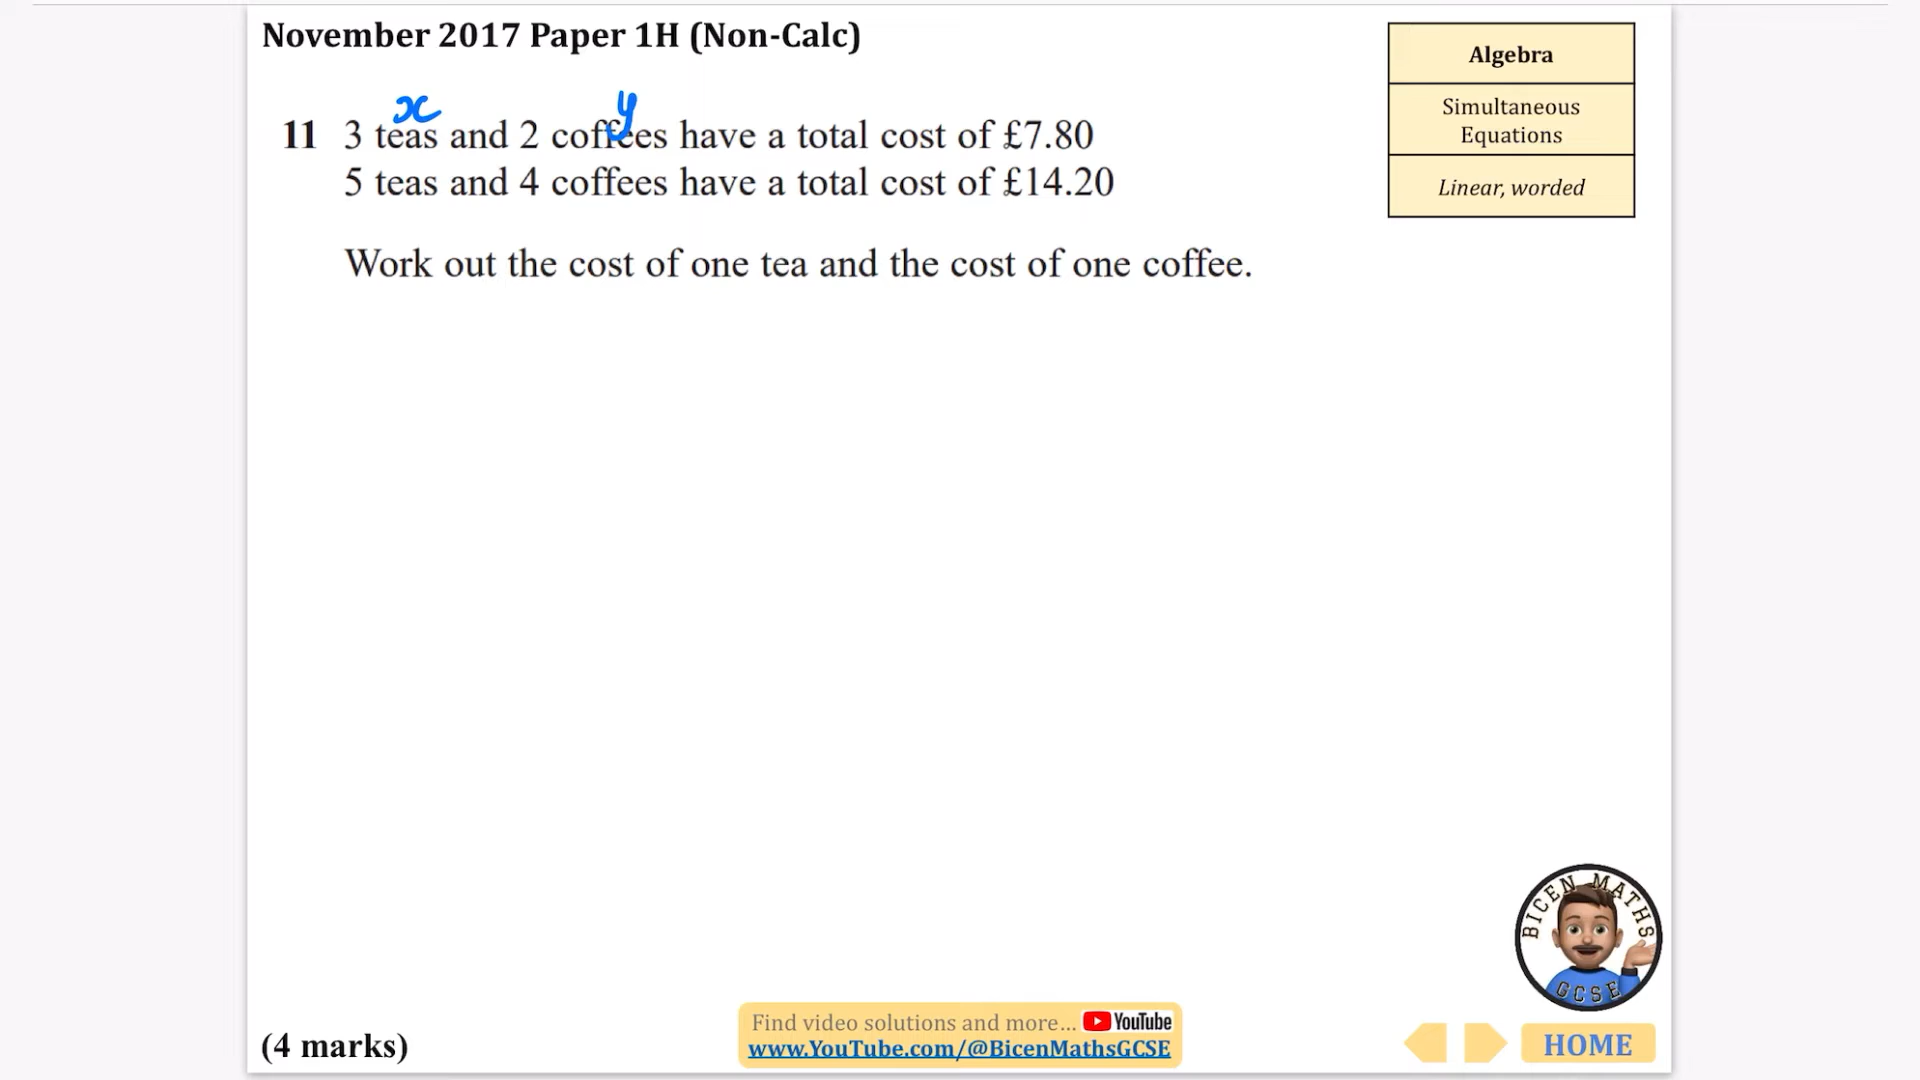 November 2017 Paper 1H (Non-Calc)
Algebra
Simultaneous
Equations
Linear, worded
x y
11 3 teas and 2 coffees have a total cost of £7.80
5 teas and 4 coffees have a total cost of £14.20
Work out the cost of one tea and the cost of one coffee.
BICEN MATHS
GCSE
(4 marks)
Find video solutions and more... YouTube
www.YouTube.com/@BicenMathsGCSE
HOME